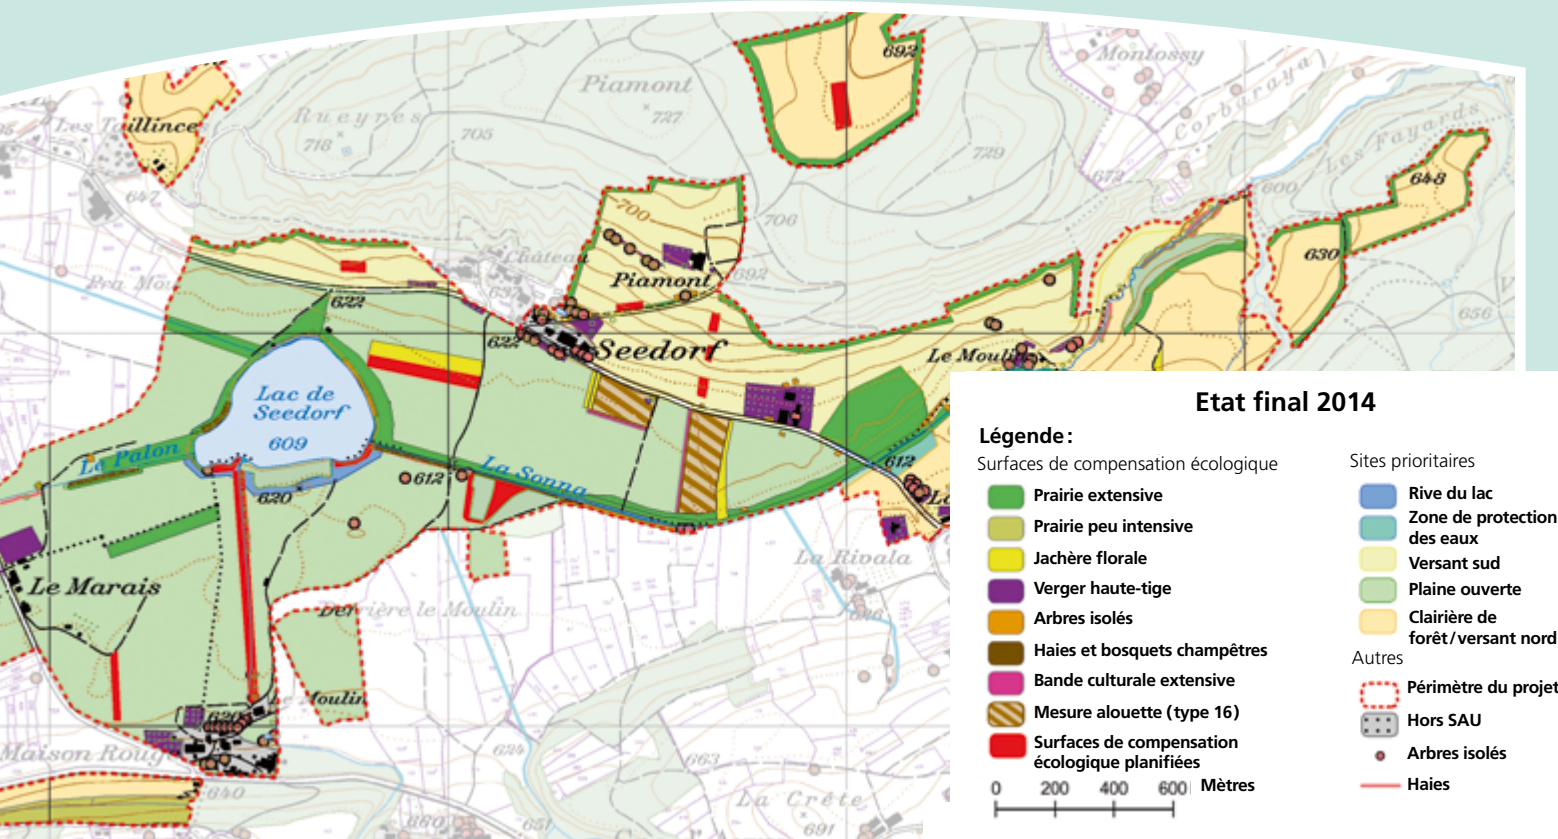 692
Montossy
Piamont
727
Corbaraya
Les Fayards
Rueyres
718
705
729
Les Taillinces
672
600
648
647
700
706
630
Château
Piamont
692
Pra Mou
622
656
622
Seedorf
Le Moulin
Lac de
Seedorf
609
Le Palon
La Sonna
612
612
620
La Rivala
Le Marais
Derrière le Moulin
Le Moulin
620
Maison Rouge
624
663
640
La Crête
660
651
691
Etat final 2014
Légende:
Surfaces de compensation écologique
Prairie extensive
Prairie peu intensive
Jachère florale
Verger haute-tige
Arbres isolés
Haies et bosquets champêtres
Bande culturale extensive
Mesure alouette (type 16)
Surfaces de compensation
écologique planifiées
0 200 400 600 Mètres
Sites prioritaires
Rive du lac
Zone de protection
des eaux
Versant sud
Plaine ouverte
Clairière de
forêt/versant nord
Autres
Périmètre du projet
Hors SAU
Arbres isolés
Haies